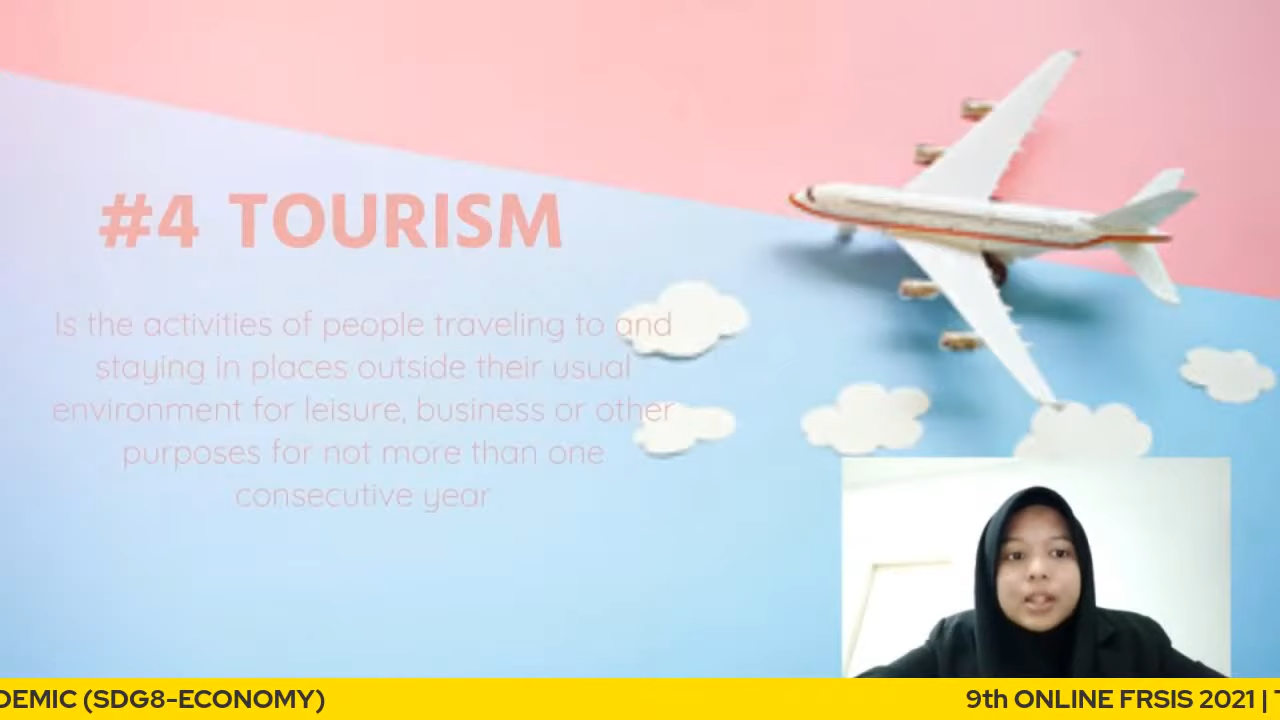 #4 TOURISM
Is the activities of people traveling to and
staying in places outside their usual
environment for leisure, business or other
purposes for not more than one
consecutive year
DEMIC (SDG8-ECONOMY)
9th ONLINE FRSIS 2021 |